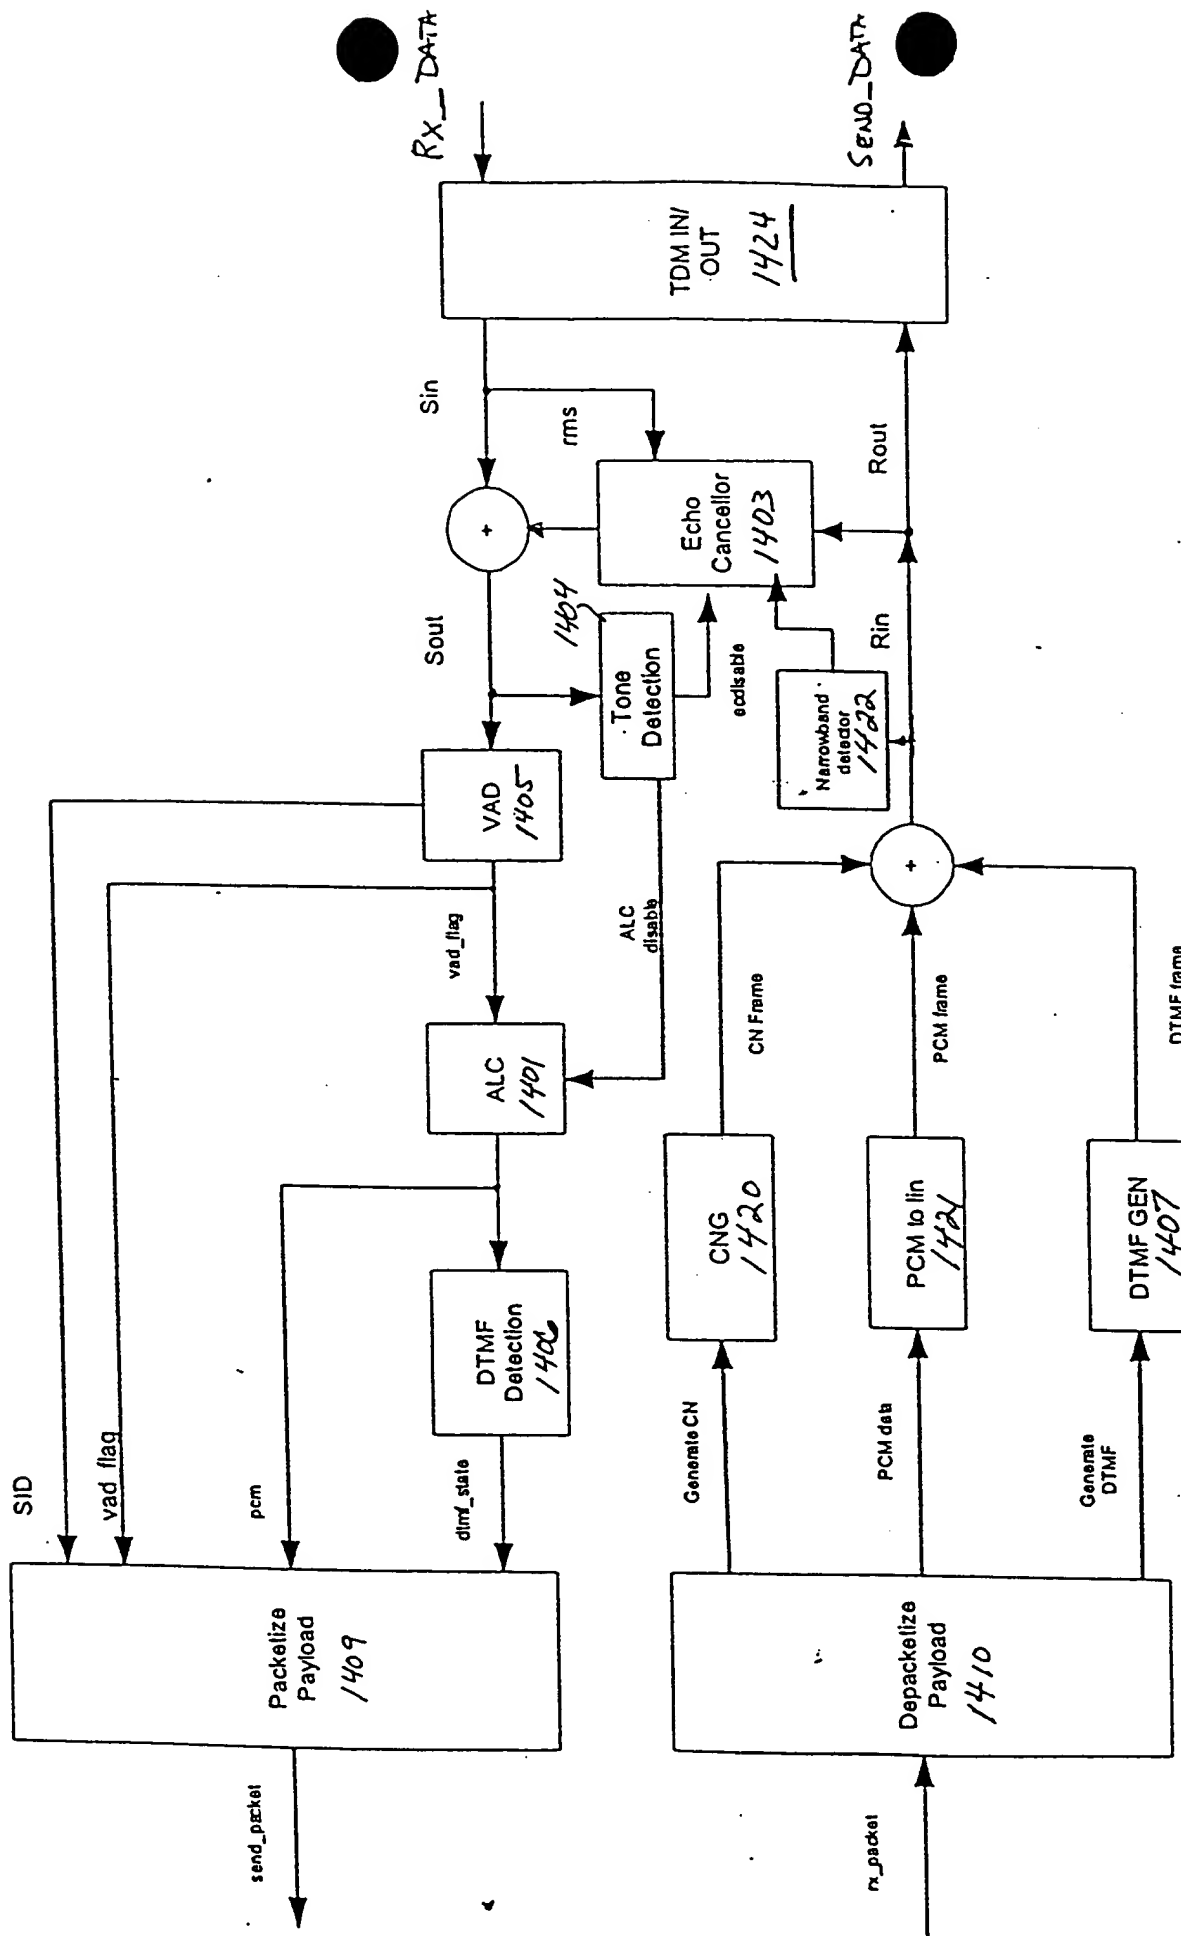 RX_DATA
SEND_DATA
TDM IN/
OUT
1424
Sin
rms
Echo
Cancellor
1403
Rout
Sout
1404
Tone
Detection
ecdisable
Narrowband
detector
1422
Rin
VAD
1405
vad_flag
ALC
disable
ALC
1401
CN Frame
PCM frame
DTMF frame
+
+
CNG
1420
PCM to lin
1421
DTMF GEN
1407
DTMF
Detection
1406
SID
vad flag
pcm
dtmf_state
Generate CN
PCM data
Generate
DTMF
Packetize
Payload
1409
Depacketize
Payload
1410
send_packet
rx_packet